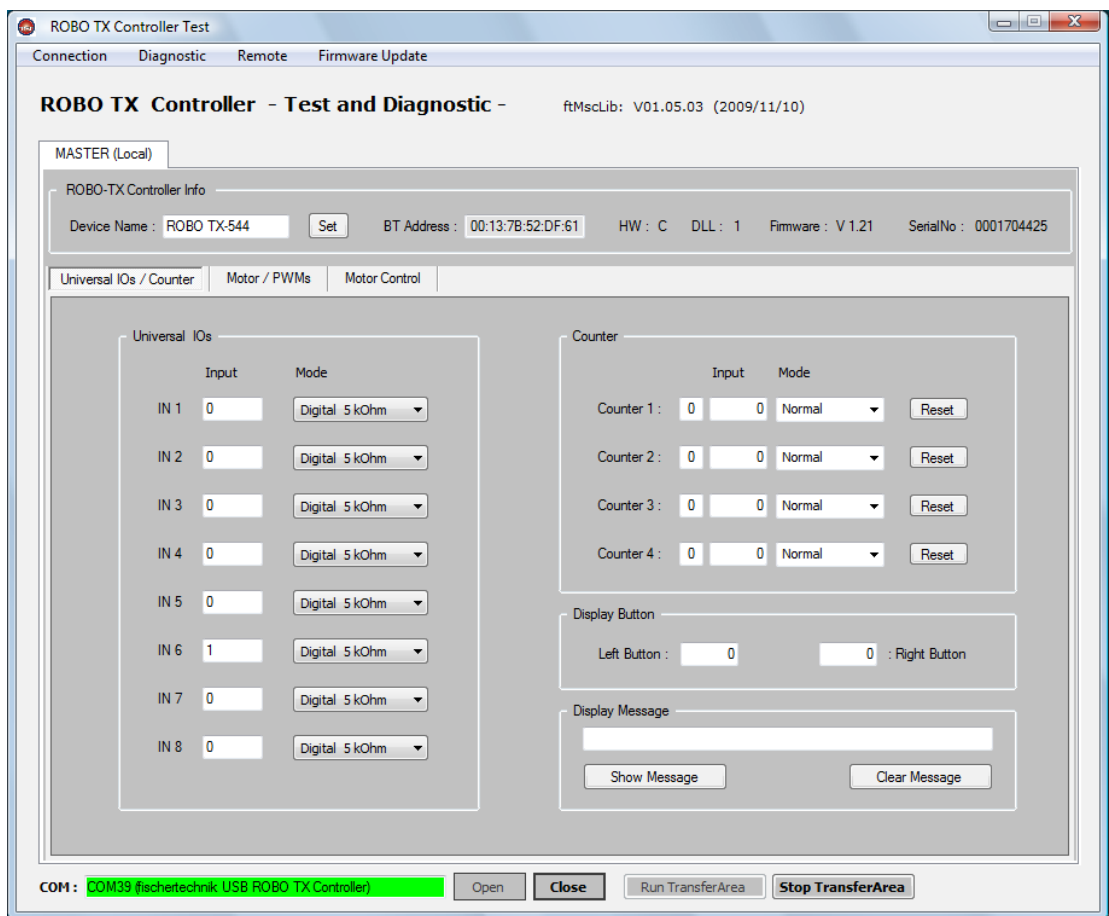 ROBO TX Controller Test
Connection Diagnostic Remote Firmware Update
ROBO TX Controller - Test and Diagnostic - ftMscLib: V01.05.03 (2009/11/10)
MASTER (Local)
ROBO-TX Controller Info
Device Name : ROBO TX-544 Set BT Address : 00:13:7B:52:DF:61 HW : C DLL : 1 Firmware : V 1.21 SerialNo : 0001704425
Universal IOs / Counter Motor / PWMs Motor Control
Universal IOs
Input Mode
IN 1 0 Digital 5 kOhm
IN 2 0 Digital 5 kOhm
IN 3 0 Digital 5 kOhm
IN 4 0 Digital 5 kOhm
IN 5 0 Digital 5 kOhm
IN 6 1 Digital 5 kOhm
IN 7 0 Digital 5 kOhm
IN 8 0 Digital 5 kOhm
Counter
Input Mode
Counter 1 : 0 0 Normal Reset
Counter 2 : 0 0 Normal Reset
Counter 3 : 0 0 Normal Reset
Counter 4 : 0 0 Normal Reset
Display Button
Left Button : 0 0 : Right Button
Display Message
Show Message Clear Message
COM : COM39 (fischertechnik USB ROBO TX Controller) Open Close Run TransferArea Stop TransferArea